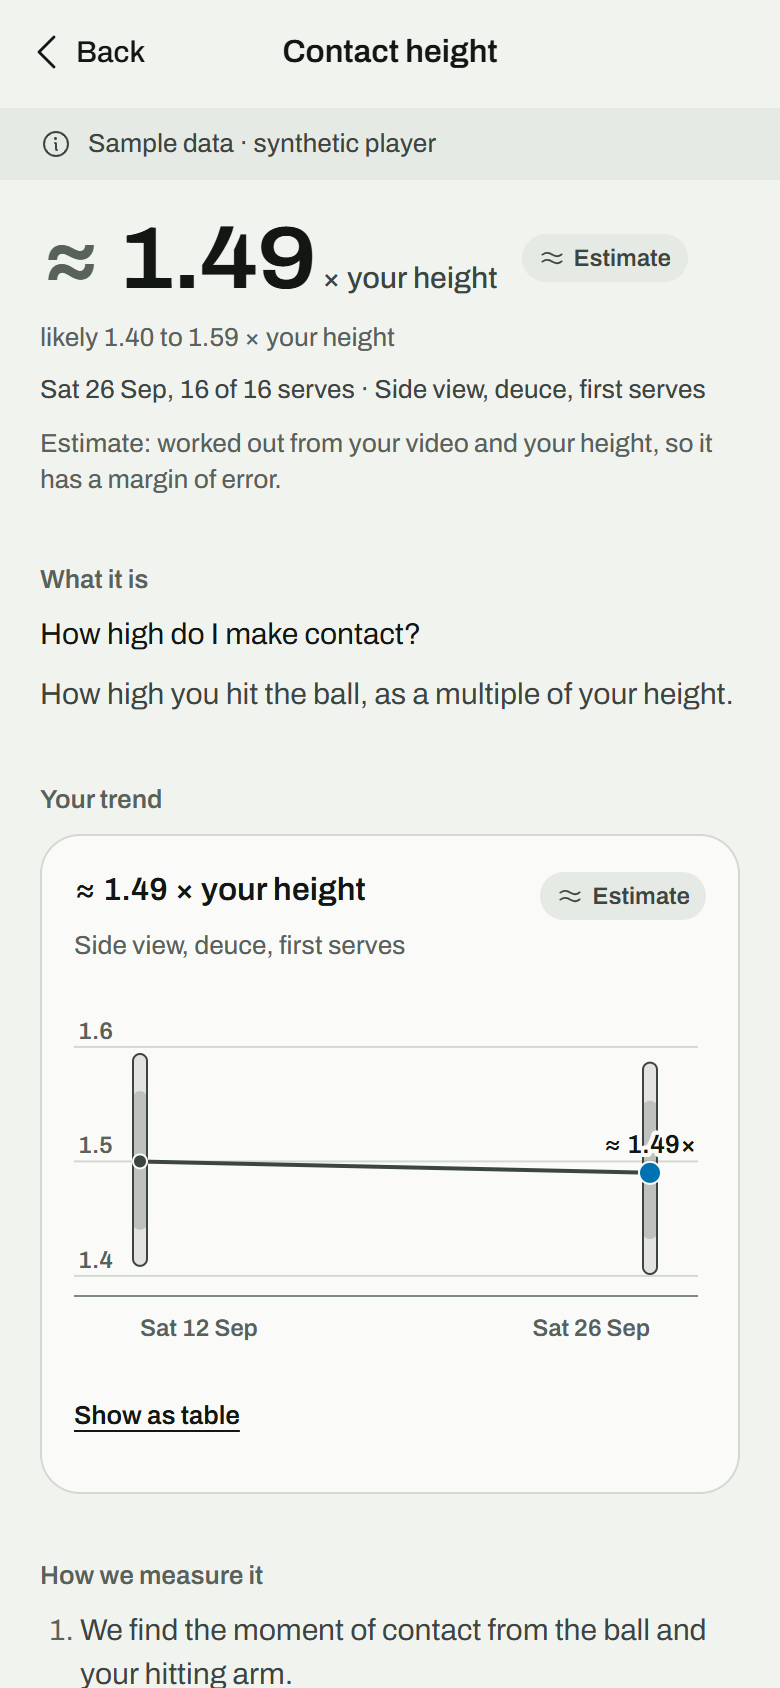 Back
Contact height
Sample data · synthetic player
≈ 1.49 × your height
≈ Estimate
likely 1.40 to 1.59 × your height
Sat 26 Sep, 16 of 16 serves · Side view, deuce, first serves
Estimate: worked out from your video and your height, so it
has a margin of error.
What it is
How high do I make contact?
How high you hit the ball, as a multiple of your height.
Your trend
≈ 1.49 × your height
≈ Estimate
Side view, deuce, first serves
1.6
1.5
≈ 1.49×
1.4
Sat 12 Sep
Sat 26 Sep
Show as table
How we measure it
1. We find the moment of contact from the ball and
your hitting arm.